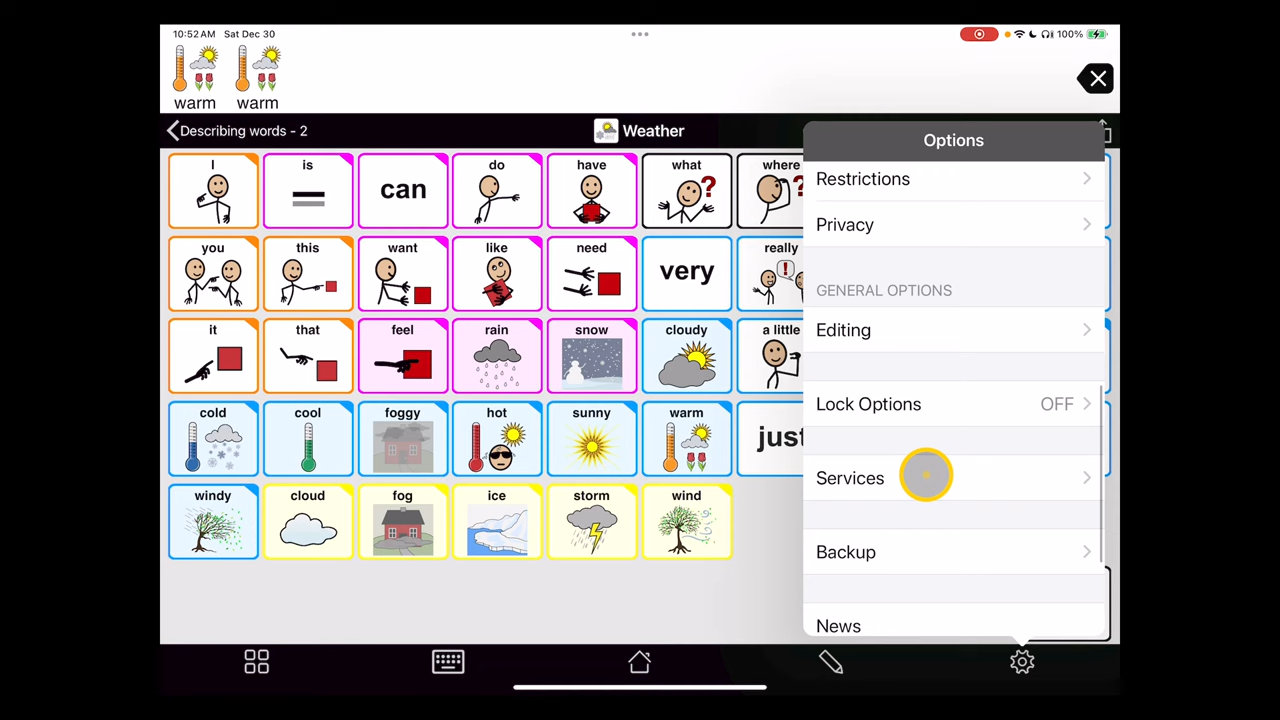 10:52 AM Sat Dec 30
100%
warm warm
Describing words - 2
Weather
Options
I is can do have what where
you this want like need very really
it that feel rain snow cloudy a little
cold cool foggy hot sunny warm just
windy cloud fog ice storm wind
Restrictions
Privacy
GENERAL OPTIONS
Editing
Lock Options OFF
Services
Backup
News